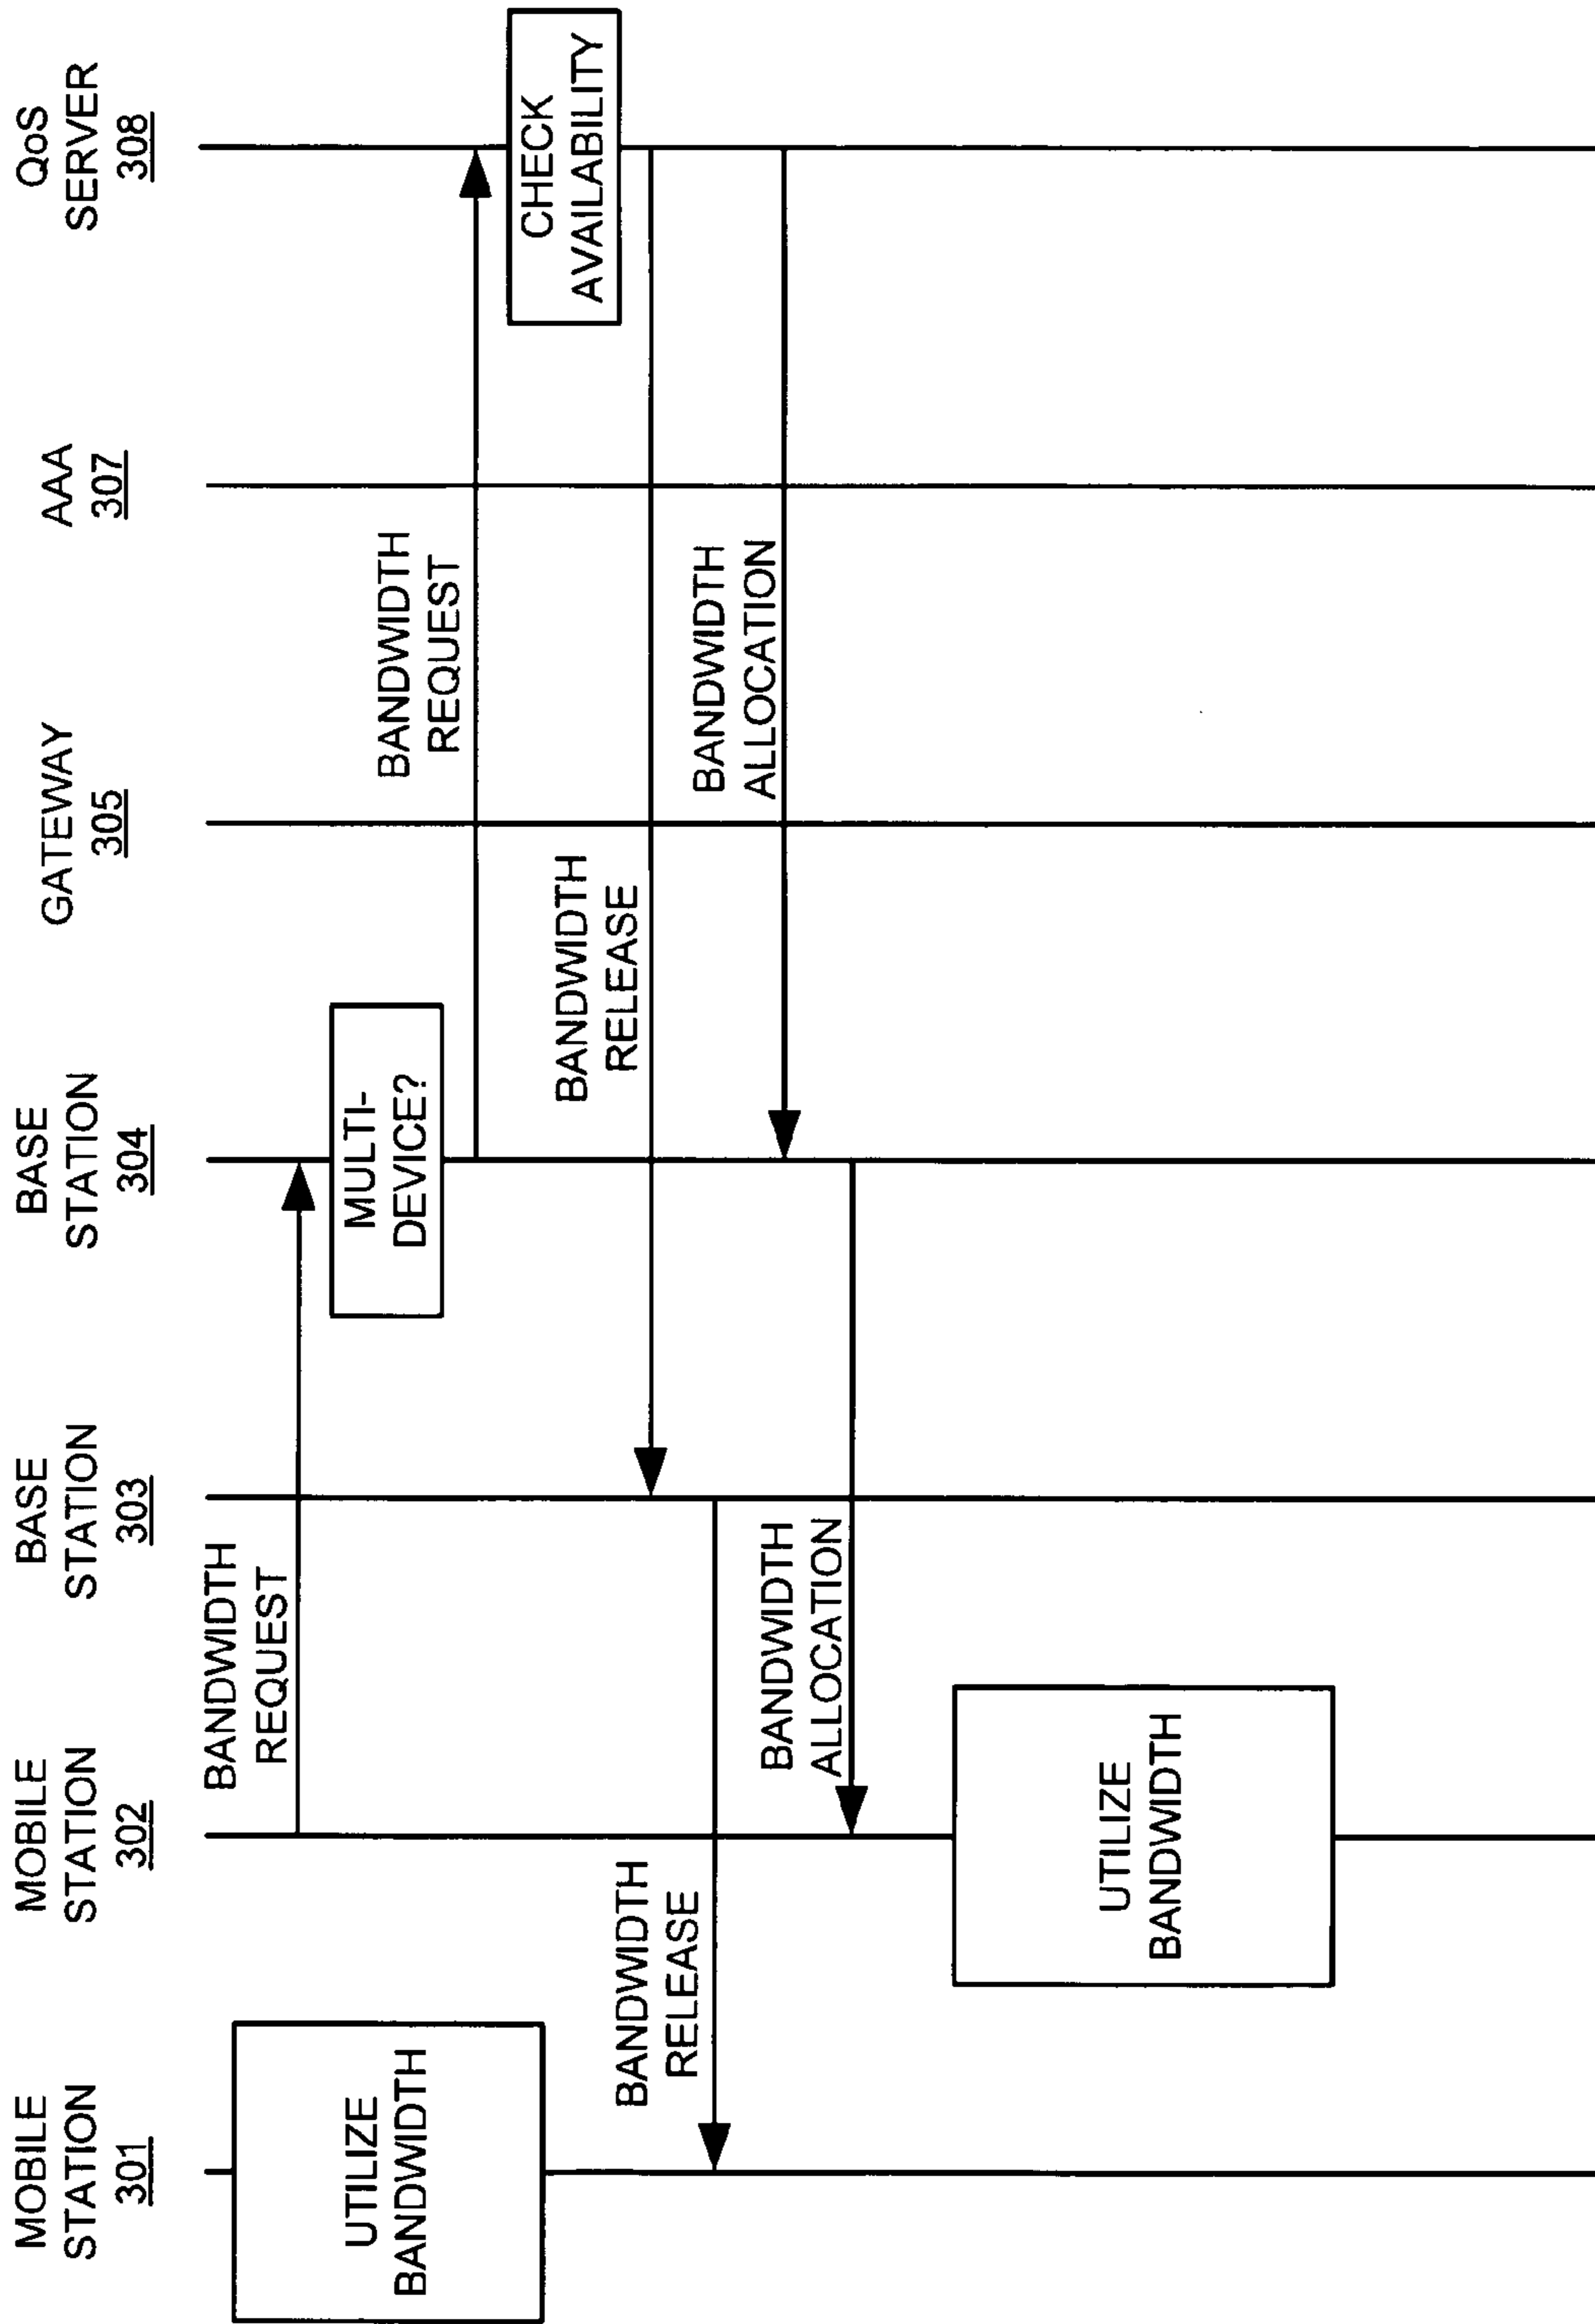 MOBILE
STATION
301
MOBILE
STATION
302
BASE
STATION
303
BASE
STATION
304
GATEWAY
305
AAA
307
QoS
SERVER
308
UTILIZE
BANDWIDTH
BANDWIDTH
REQUEST
MULTI-
DEVICE?
BANDWIDTH
REQUEST
CHECK
AVAILABILITY
BANDWIDTH
RELEASE
BANDWIDTH
RELEASE
BANDWIDTH
ALLOCATION
BANDWIDTH
ALLOCATION
UTILIZE
BANDWIDTH